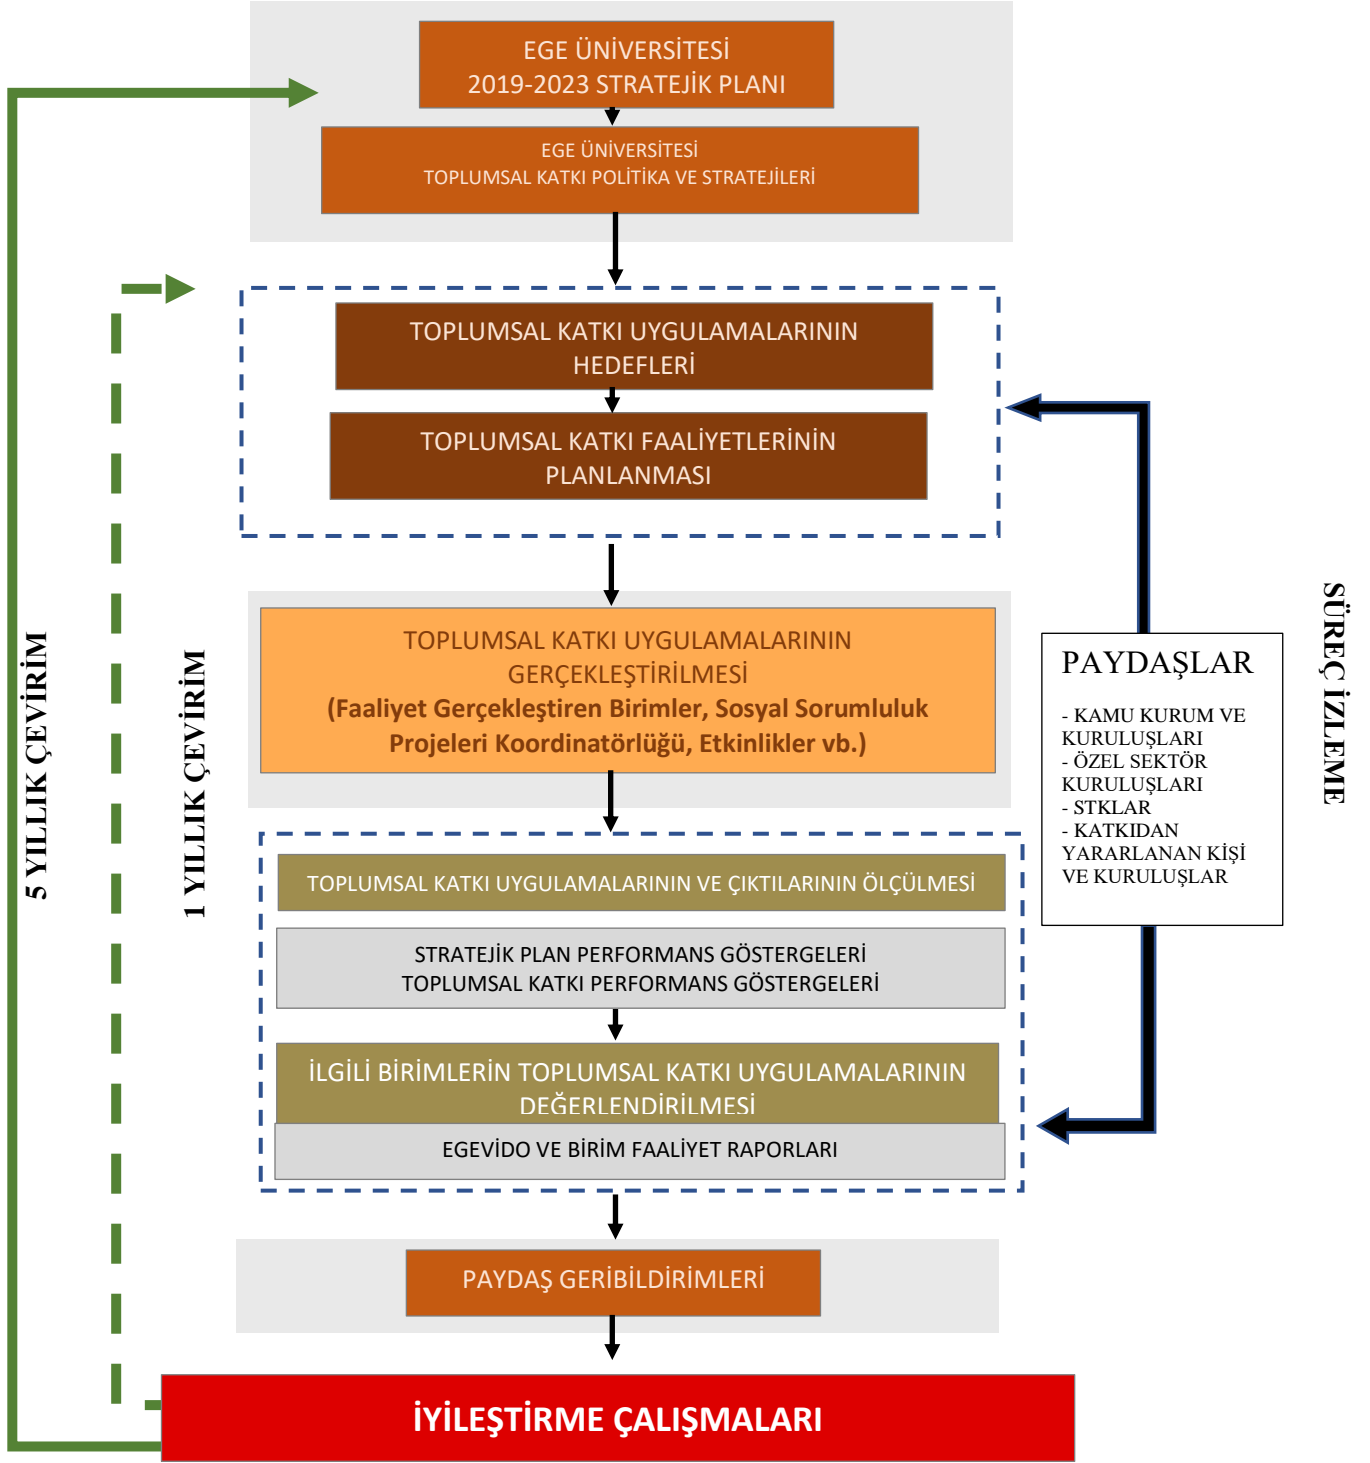 EGE ÜNİVERSİTESİ
2019-2023 STRATEJİK PLANI
EGE ÜNİVERSİTESİ
TOPLUMSAL KATKI POLİTİKA VE STRATEJİLERİ
TOPLUMSAL KATKI UYGULAMALARININ
HEDEFLERİ
TOPLUMSAL KATKI FAALİYETLERİNİN
PLANLANMASI
TOPLUMSAL KATKI UYGULAMALARININ
GERÇEKLEŞTİRİLMESİ
(Faaliyet Gerçekleştiren Birimler, Sosyal Sorumluluk
Projeleri Koordinatörlüğü, Etkinlikler vb.)
TOPLUMSAL KATKI UYGULAMALARININ VE ÇIKTILARININ ÖLÇÜLMESİ
STRATEJİK PLAN PERFORMANS GÖSTERGELERİ
TOPLUMSAL KATKI PERFORMANS GÖSTERGELERİ
İLGİLİ BİRİMLERİN TOPLUMSAL KATKI UYGULAMALARININ
DEĞERLENDİRİLMESİ
EGEVİDO VE BİRİM FAALİYET RAPORLARI
PAYDAŞ GERİBİLDİRİMLERİ
İYİLEŞTİRME ÇALIŞMALARI
5 YILLIK ÇEVİRİM
1 YILLIK ÇEVİRİM
PAYDAŞLAR
- KAMU KURUM VE
KURULUŞLARI
- ÖZEL SEKTÖR
KURULUŞLARI
- STKLAR
- KATKIDAN
YARARLANAN KİŞİ
VE KURULUŞLAR
SÜREÇ İZLEME